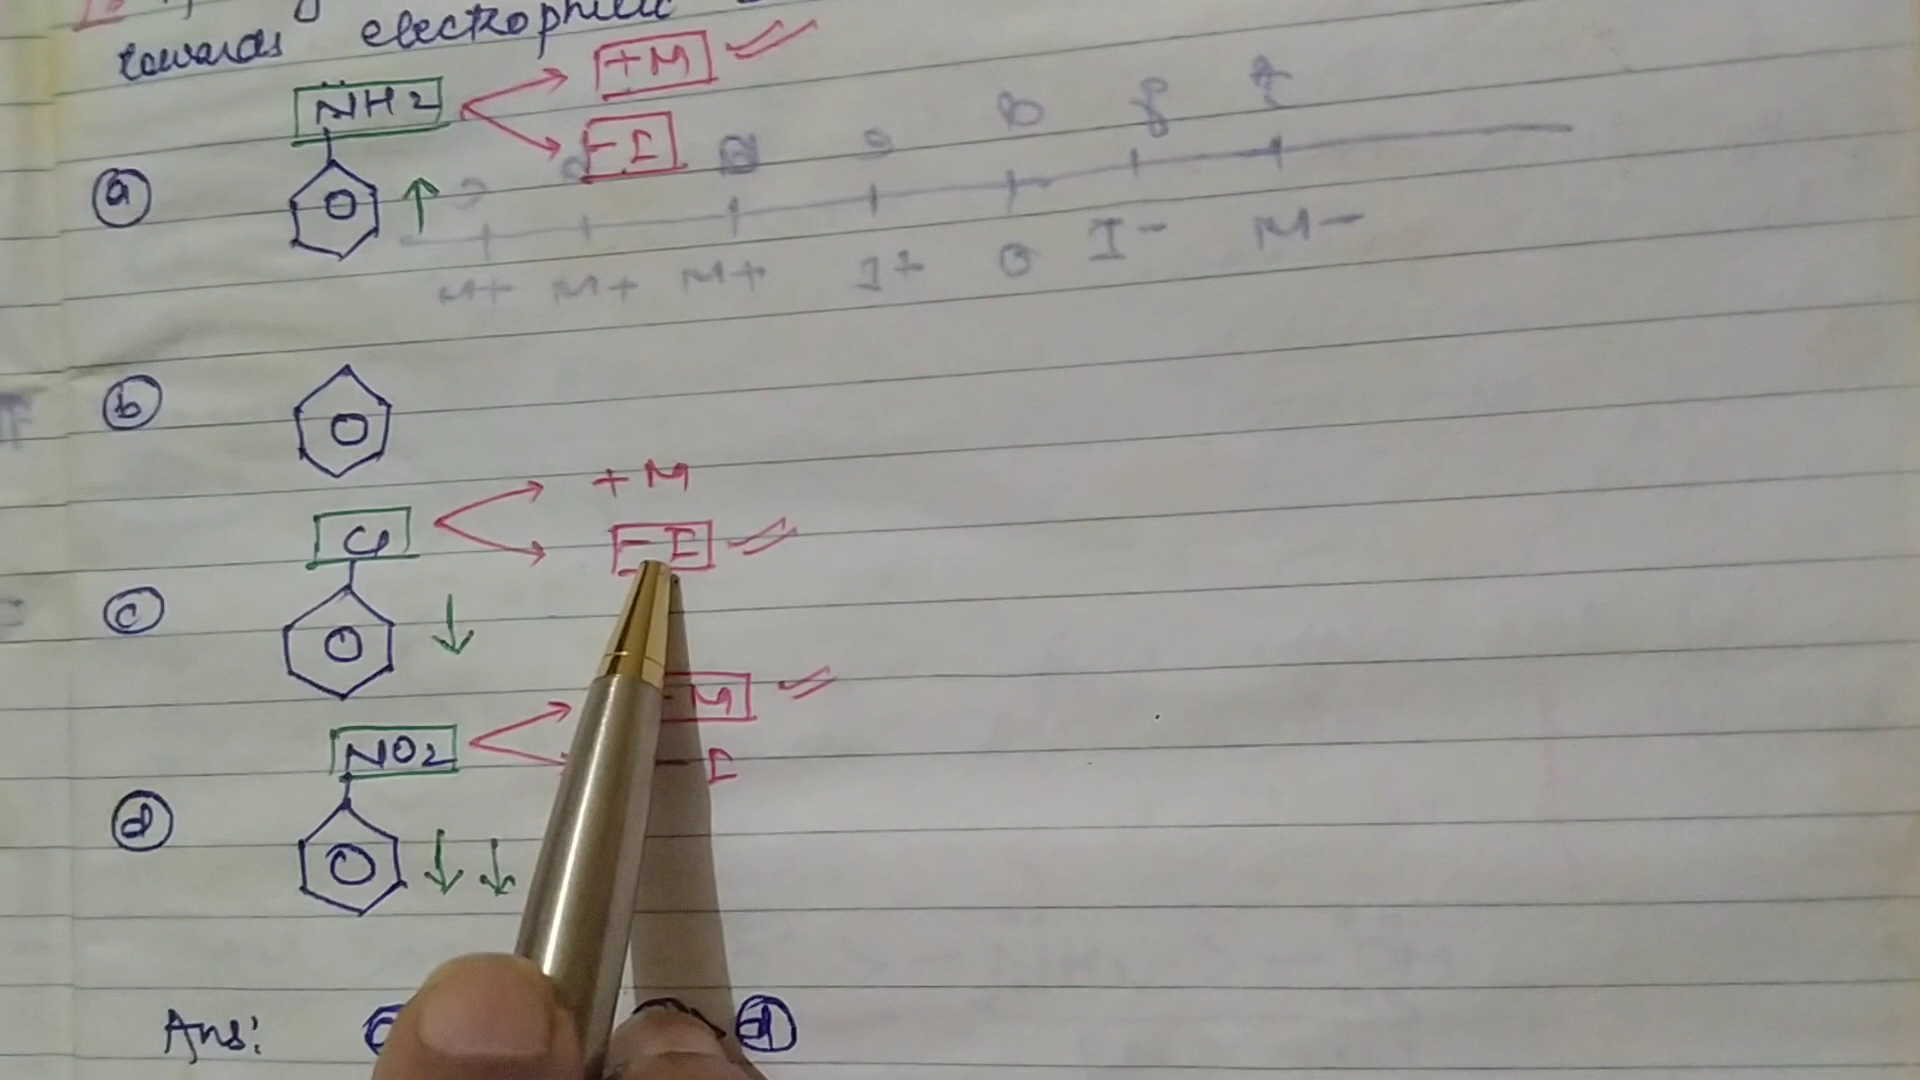 towards electrophilic
NH2
+M
-I
(a)
(b)
+M
Cl
-I
(c)
-M
NO2
-I
(d)
Ans:
(d)